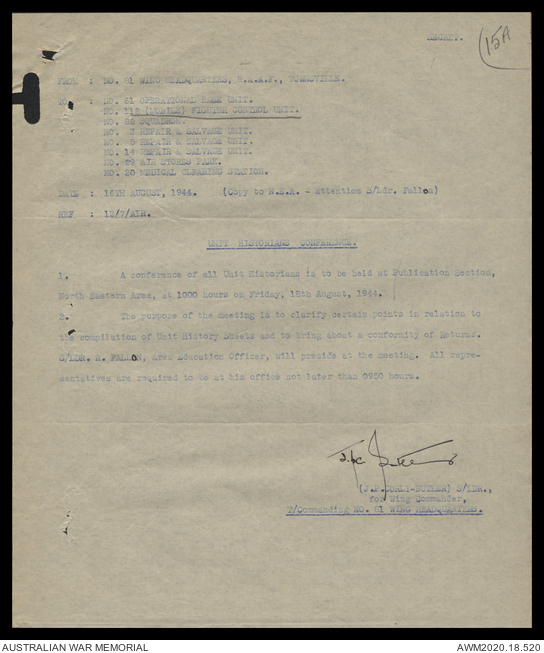 SECRET.
15A
FROM : NO. 81 WING HEADQUARTERS, R.A.A.F., TOWNSVILLE.
TO : NO. 51 OPERATIONAL BASE UNIT.
NO. 112 (MOBILE) FIGHTER CONTROL UNIT.
NO. 86 SQUADRON.
NO. 3 REPAIR & SALVAGE UNIT.
NO. 5 REPAIR & SALVAGE UNIT.
NO. 14 REPAIR & SALVAGE UNIT.
NO. 29 AIR STORES PARK.
NO. 20 MEDICAL CLEARING STATION.
DATE : 16TH AUGUST, 1944. (Copy to N.E.A. - Attention S/Ldr. Fallon)
REF : 12/7/AIR.
UNIT HISTORIANS CONFERENCE.
1. A conference of all Unit Historians is to be held at Publication Section,
North Eastern Area, at 1000 hours on Friday, 18th August, 1944.
2. The purpose of the meeting is to clarify certain points in relation to
the compilation of Unit History Sheets and to bring about a conformity of Returns.
S/LDR. R. FALLON, Area Education Officer, will preside at the meeting. All repre-
sentatives are required to be at his office not later than 0950 hours.
S/LDR.,
for Wing Commander,
T/Commanding NO. 81 WING HEADQUARTERS.
AUSTRALIAN WAR MEMORIAL
AWM2020.18.520